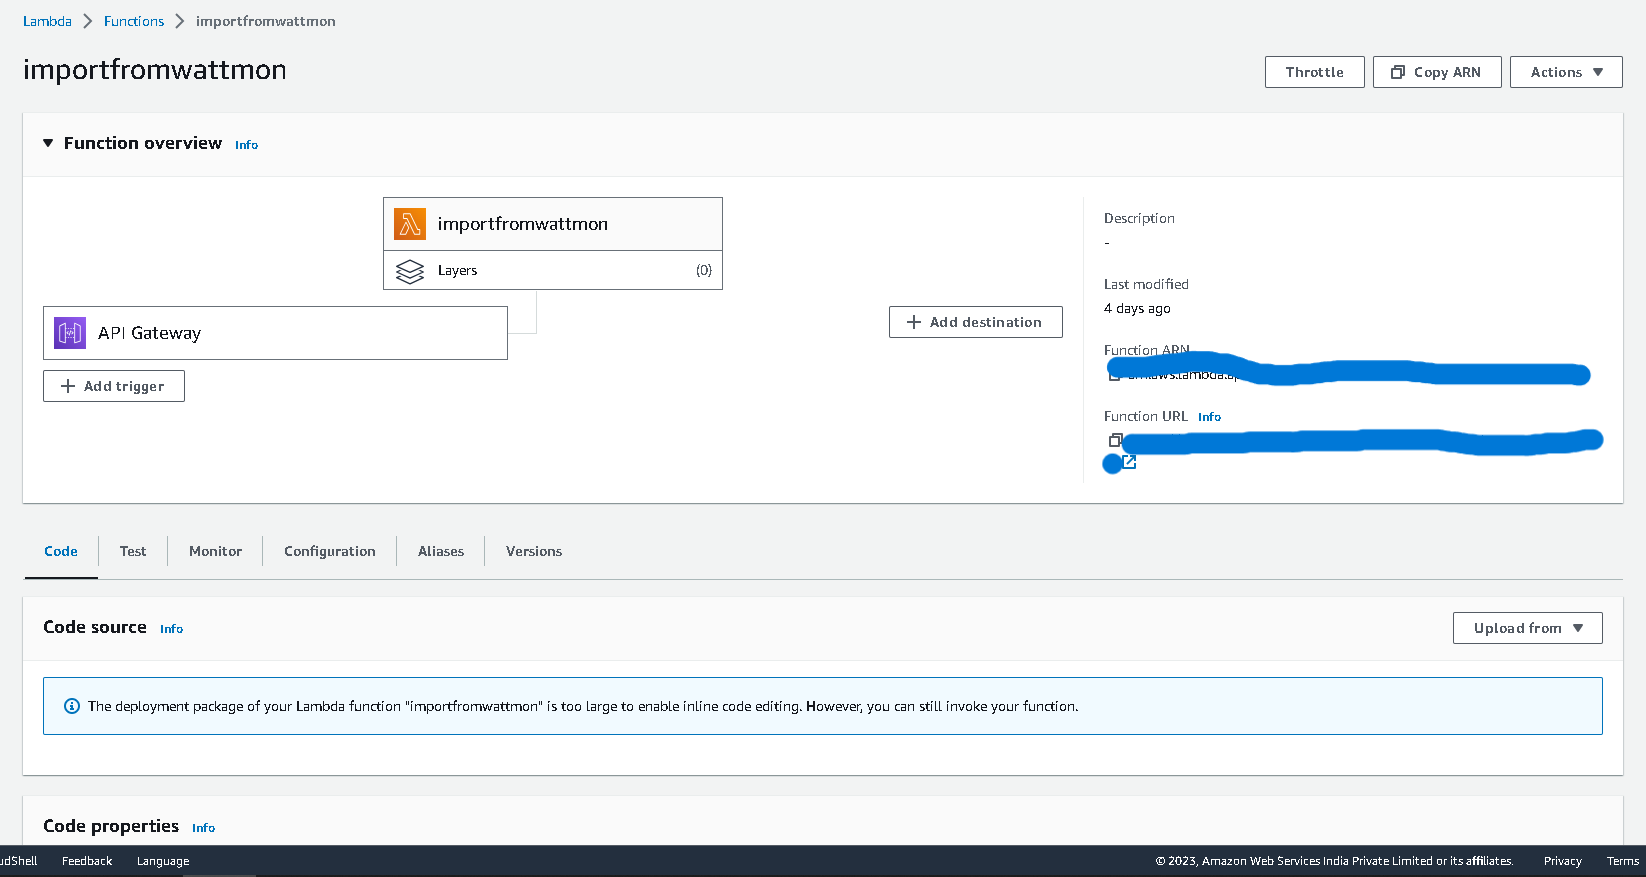 Lambda > Functions > importfromwattmon
importfromwattmon
Throttle
Copy ARN
Actions
Function overview Info
importfromwattmon
Layers (0)
API Gateway
+ Add trigger
+ Add destination
Description
-
Last modified
4 days ago
Function ARN
Function URL Info
Code
Test
Monitor
Configuration
Aliases
Versions
Code source Info
Upload from
The deployment package of your Lambda function "importfromwattmon" is too large to enable inline code editing. However, you can still invoke your function.
Code properties Info
Feedback
Language
© 2023, Amazon Web Services India Private Limited or its affiliates.
Privacy
Terms